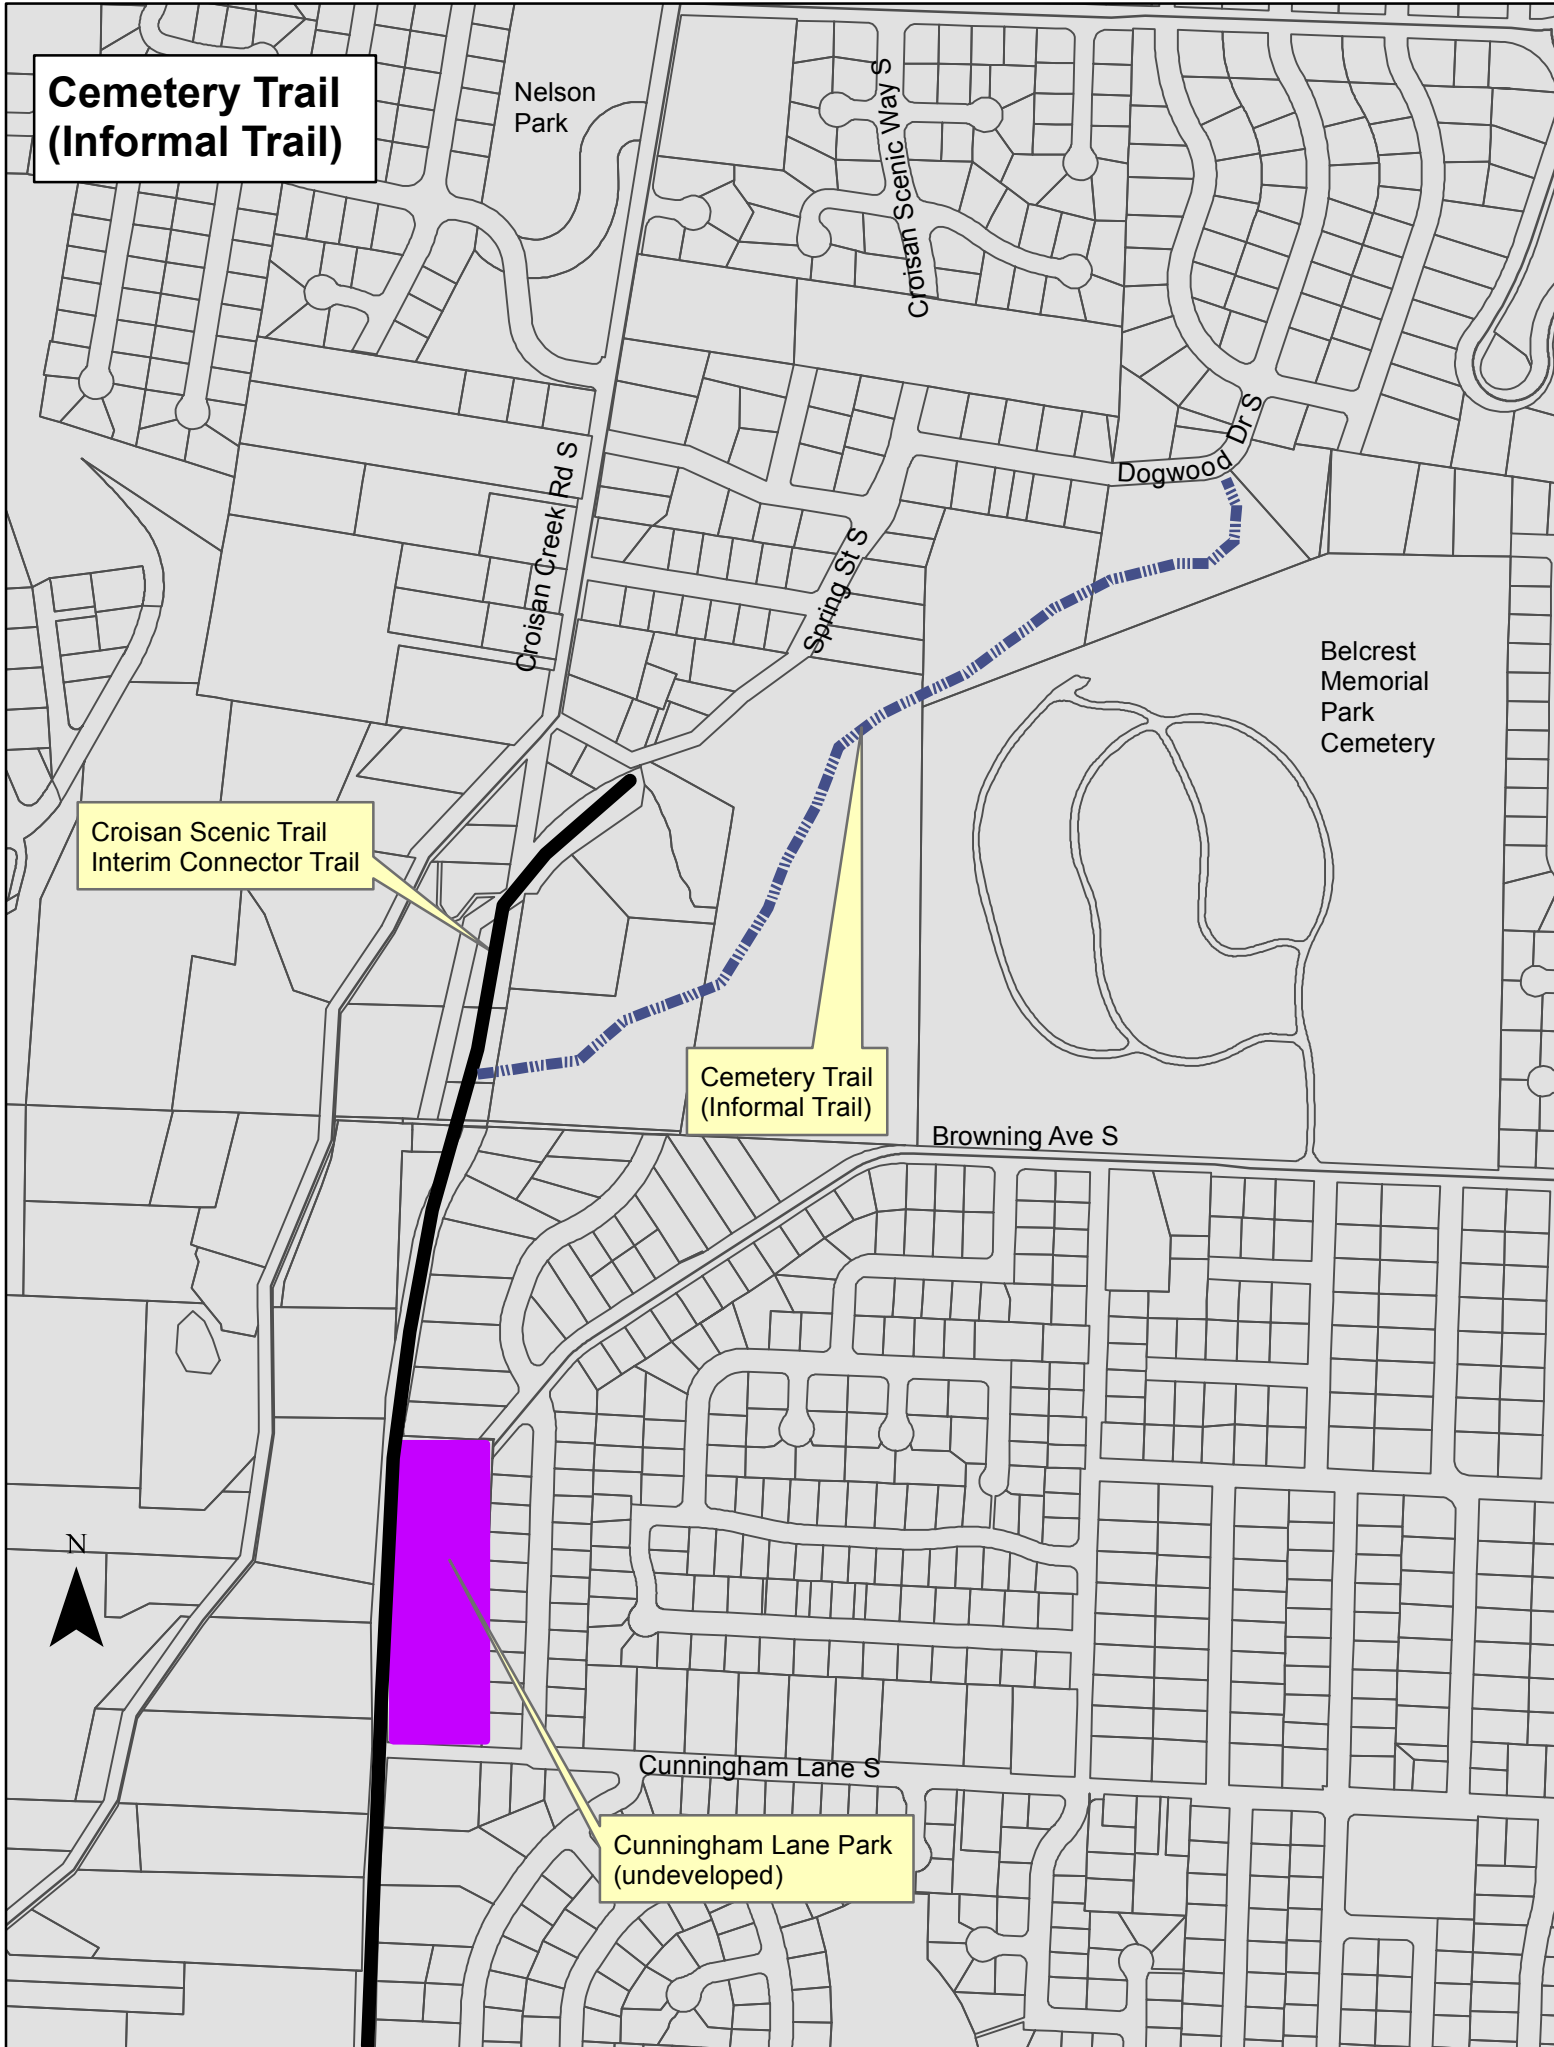 Cemetery Trail
(Informal Trail)
Nelson
Park
Croisan Scenic Way S
Dogwood Dr S
Croisan Creek Rd S
Spring St S
Belcrest
Memorial
Park
Cemetery
Croisan Scenic Trail
Interim Connector Trail
Cemetery Trail
(Informal Trail)
Browning Ave S
N
Cunningham Lane S
Cunningham Lane Park
(undeveloped)